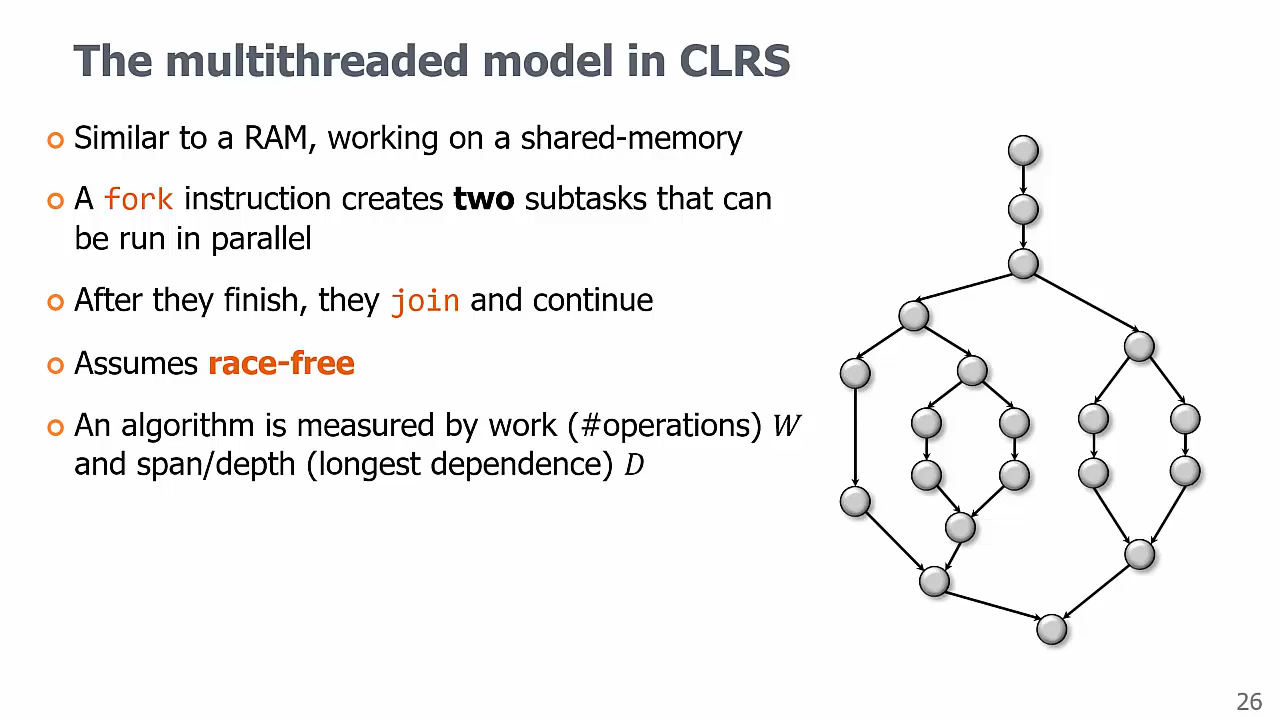 The multithreaded model in CLRS
Similar to a RAM, working on a shared-memory
A fork instruction creates two subtasks that can
be run in parallel
After they finish, they join and continue
Assumes race-free
An algorithm is measured by work (#operations) W
and span/depth (longest dependence) D
26